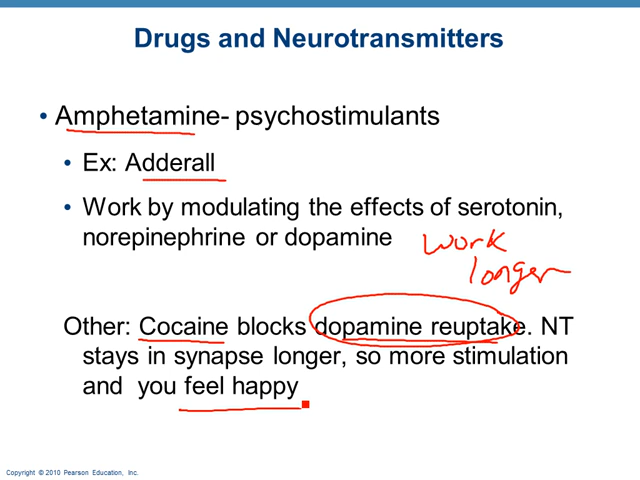 Drugs and Neurotransmitters
• Amphetamine- psychostimulants
• Ex: Adderall
• Work by modulating the effects of serotonin,
norepinephrine or dopamine
work
longer
Other: Cocaine blocks dopamine reuptake. NT
stays in synapse longer, so more stimulation
and you feel happy
Copyright © 2010 Pearson Education, Inc.